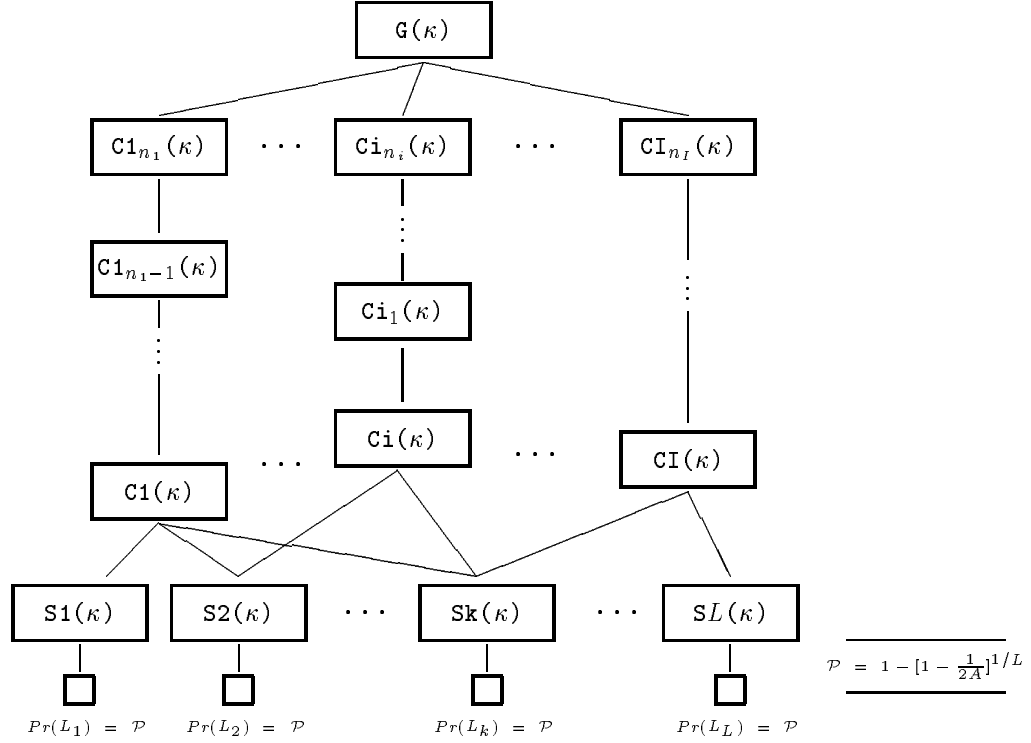 G(κ)
C1_{n_1}(κ) ··· Ci_{n_i}(κ) ··· CI_{n_I}(κ)
C1_{n_1−1}(κ)
Ci_1(κ)
Ci(κ)
C1(κ) ··· ··· CI(κ)
S1(κ) S2(κ) ··· Sk(κ) ··· SL(κ)
𝒫 = 1 − [1 − \frac{1}{2A}]^{1/L}
Pr(L_1) = 𝒫 Pr(L_2) = 𝒫 Pr(L_k) = 𝒫 Pr(L_L) = 𝒫